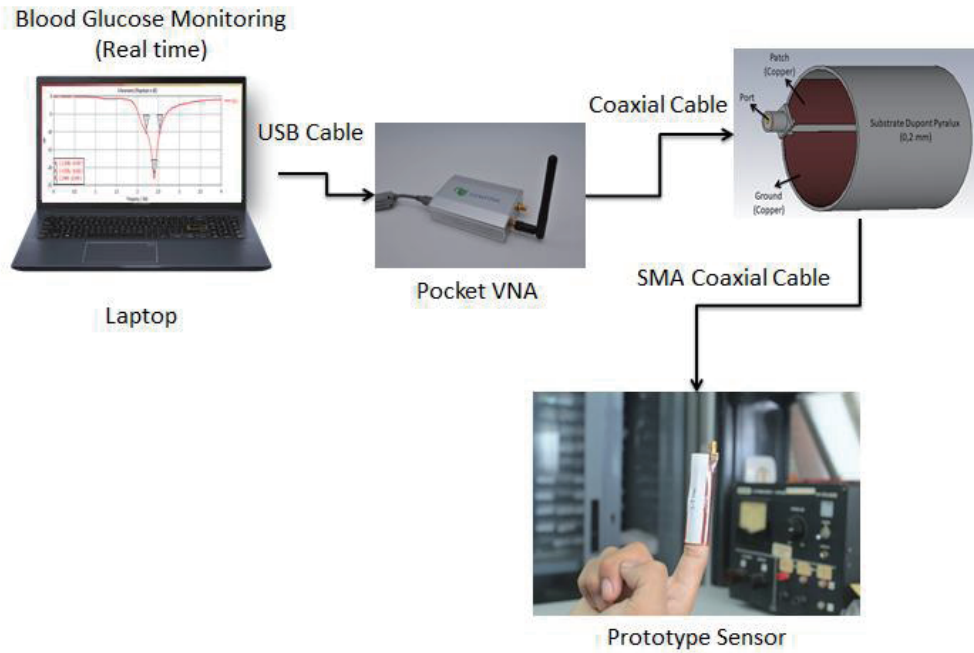 Blood Glucose Monitoring
(Real time)
USB Cable
Coaxial Cable
Patch
(Copper)
Port
Substrate Dupont Pyralux
(0,2 mm)
Ground
(Copper)
Pocket VNA
SMA Coaxial Cable
Laptop
Prototype Sensor